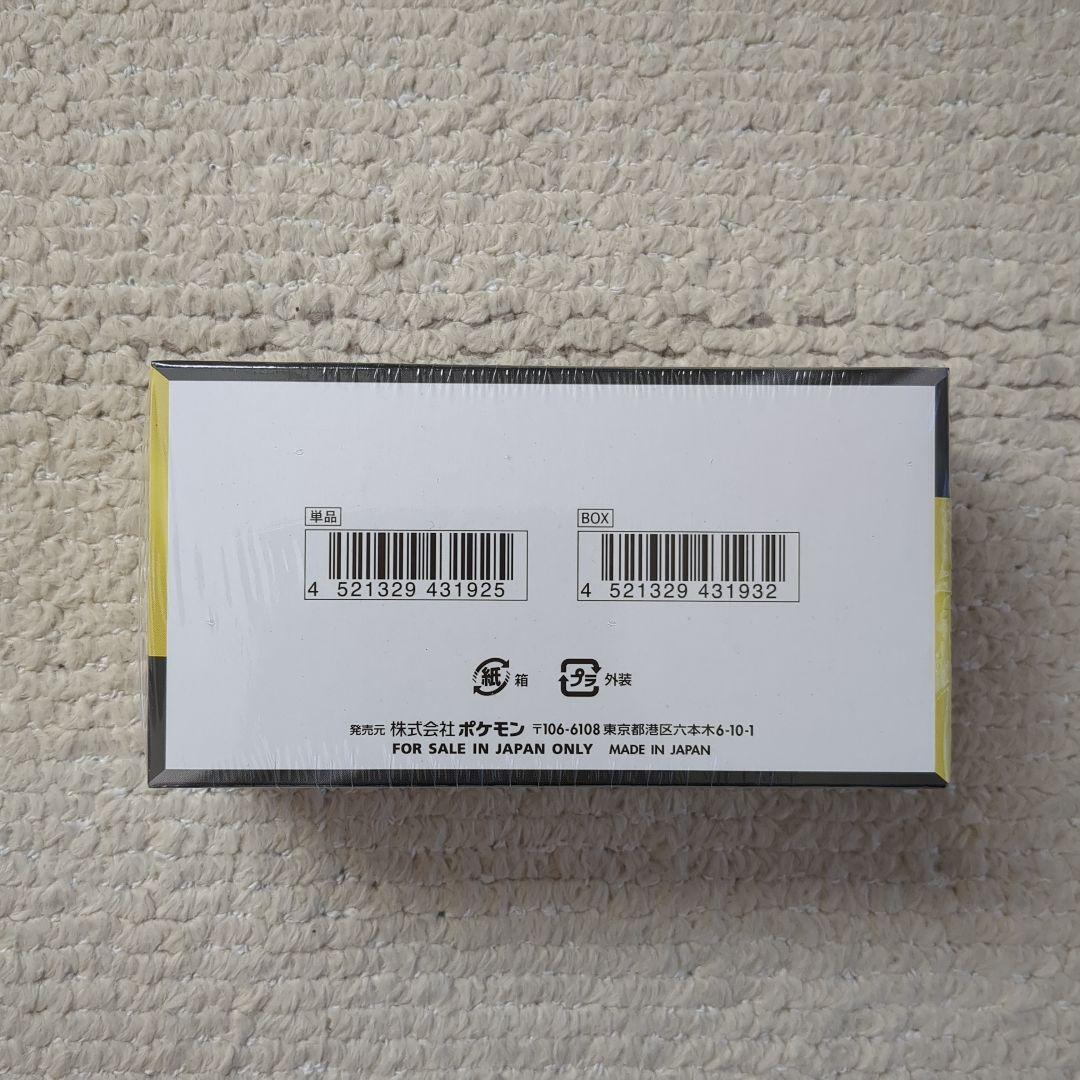 単品
4 521329 431925
BOX
4 521329 431932
紙 箱
プラ 外装
発売元 株式会社ポケモン 〒106-6108 東京都港区六本木6-10-1
FOR SALE IN JAPAN ONLY MADE IN JAPAN